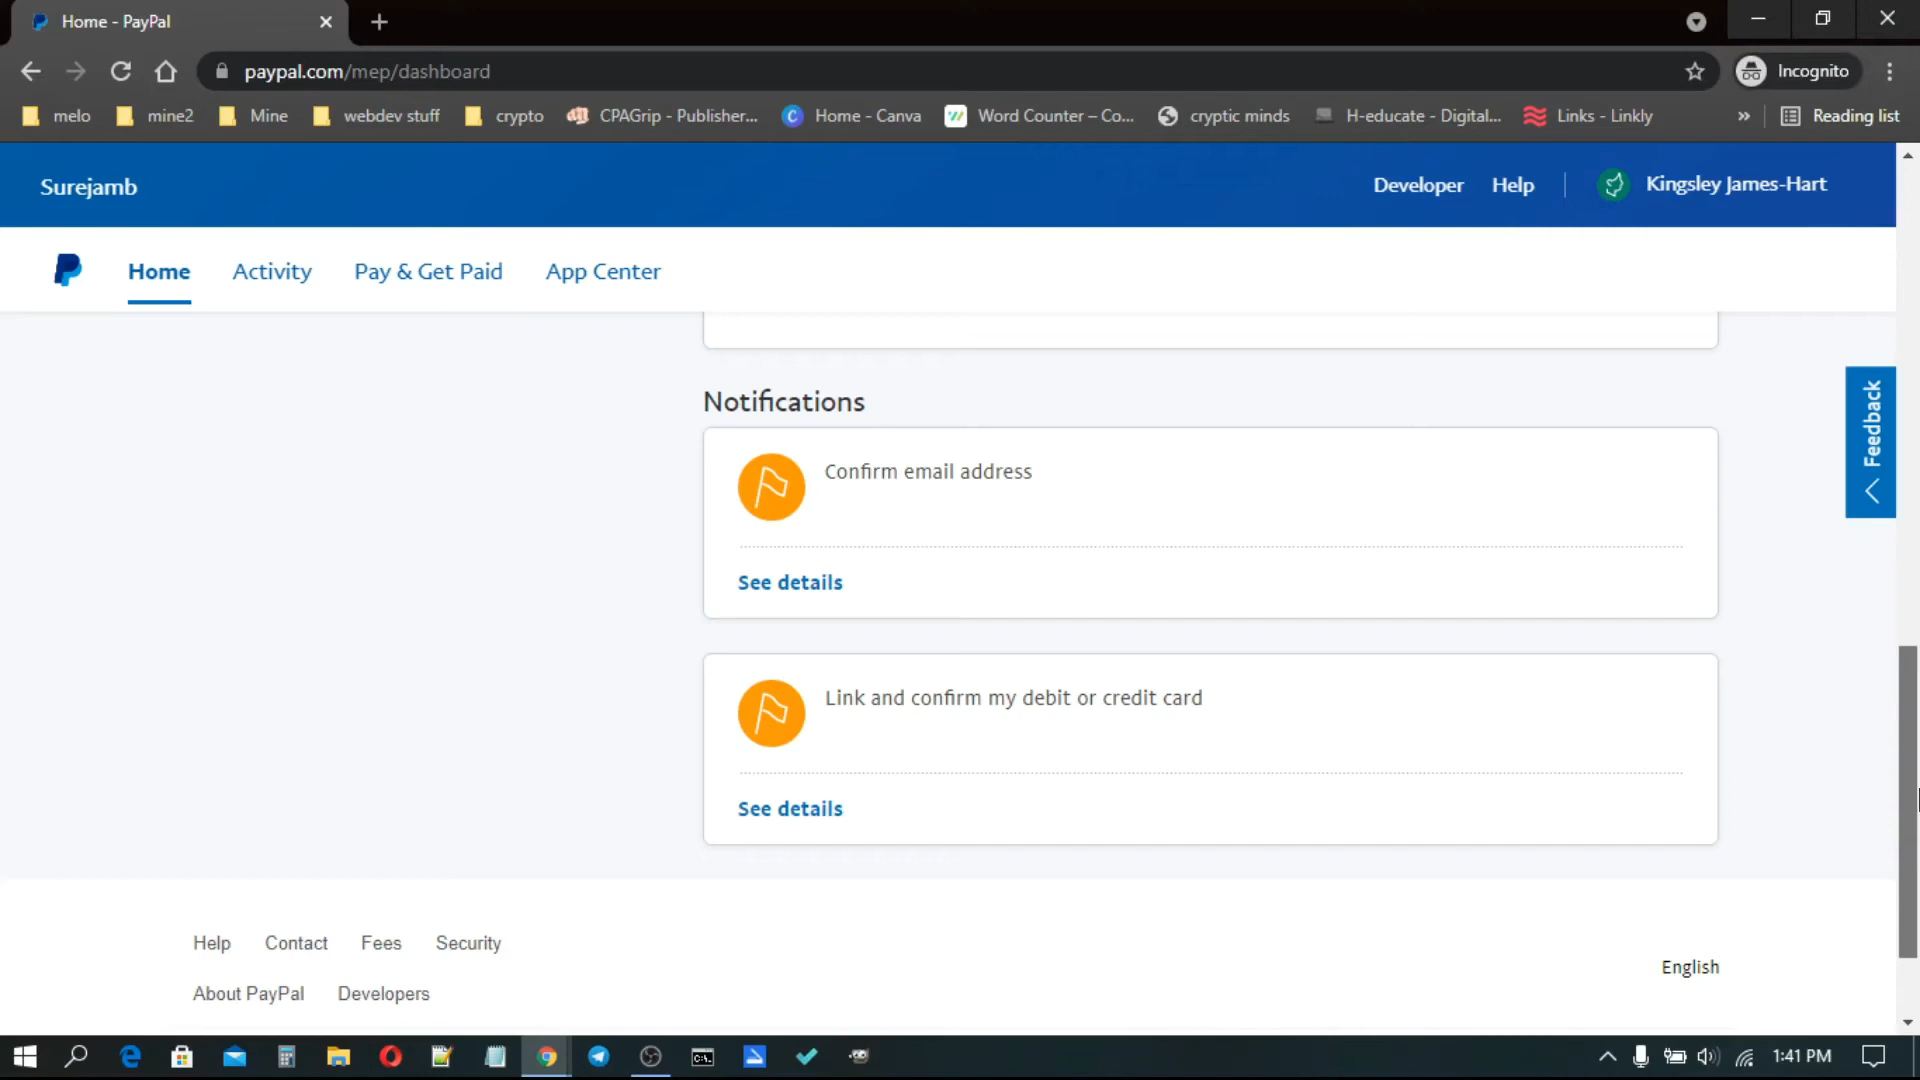 Home - PayPal
paypal.com/mep/dashboard
Incognito
melo
mine2
Mine
webdev stuff
crypto
CPAGrip - Publisher...
Home - Canva
Word Counter – Co...
cryptic minds
H-educate - Digital...
Links - Linkly
»
Reading list
Surejamb
Developer
Help
Kingsley James-Hart
Home
Activity
Pay & Get Paid
App Center
Notifications
Feedback
Confirm email address
See details
Link and confirm my debit or credit card
See details
Help
Contact
Fees
Security
English
About PayPal
Developers
1:41 PM